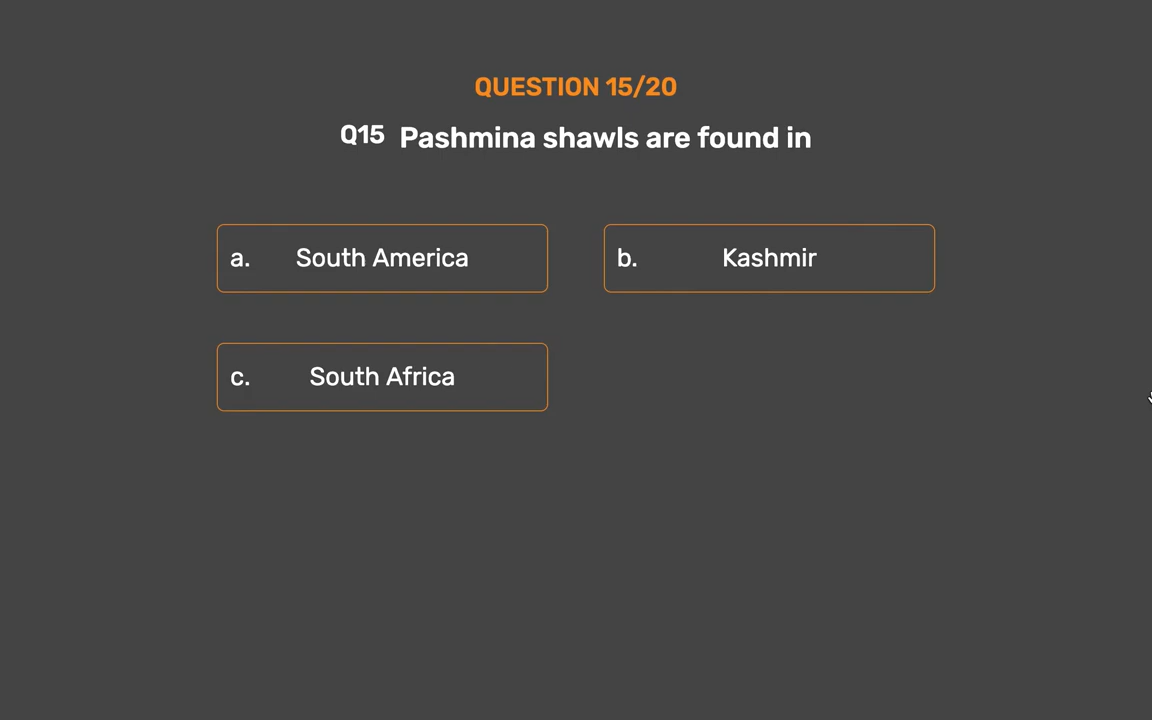 QUESTION 15/20
Q15 Pashmina shawls are found in
a. South America
b. Kashmir
c. South Africa